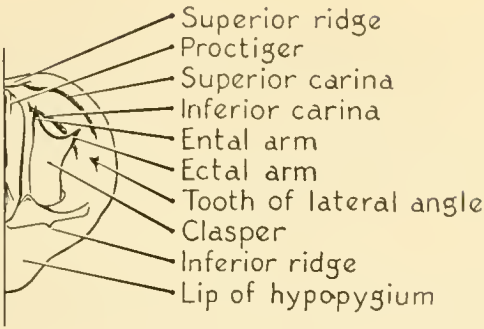 Superior ridge
Proctiger
Superior carina
Inferior carina
Ental arm
Ectal arm
Tooth of lateral angle
Clasper
Inferior ridge
Lip of hypopygium